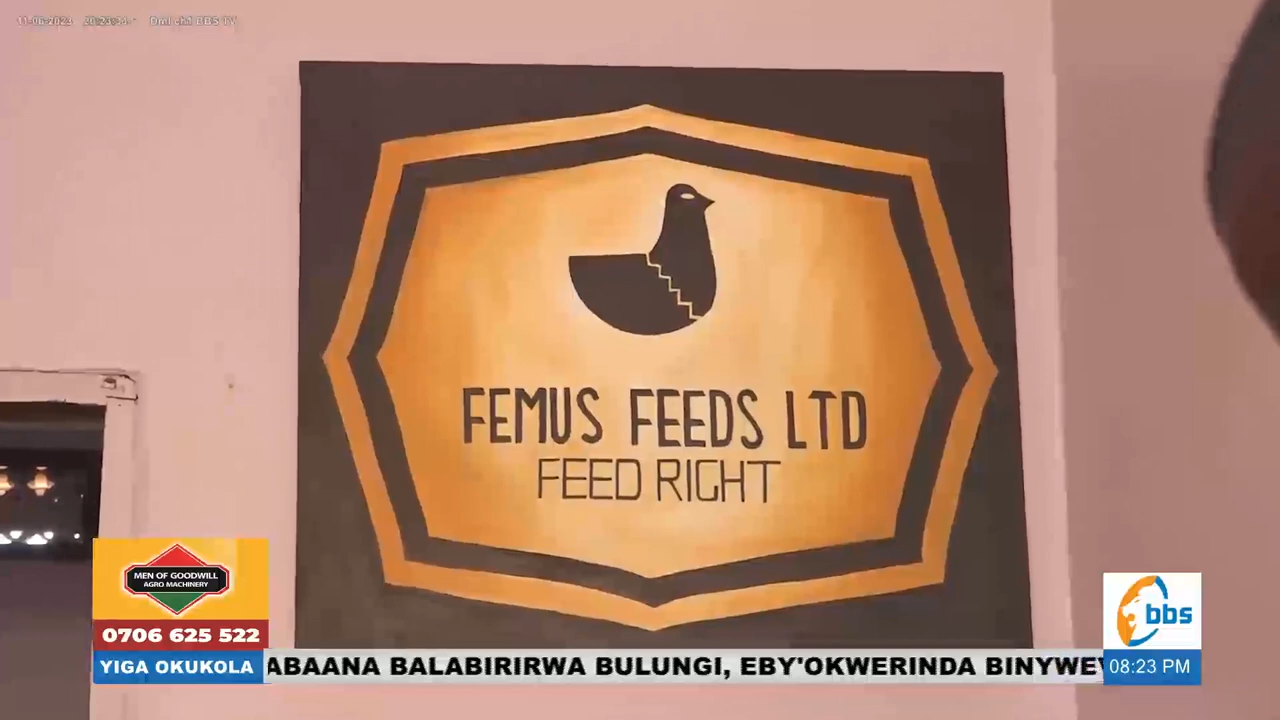 FEMUS FEEDS LTD
FEED RIGHT
MEN OF GOODWILL
AGRO MACHINERY
0706 625 522
bbs
YIGA OKUKOLA
ABAANA BALABIRIRWA BULUNGI, EBY'OKWERINDA
08:23 PM